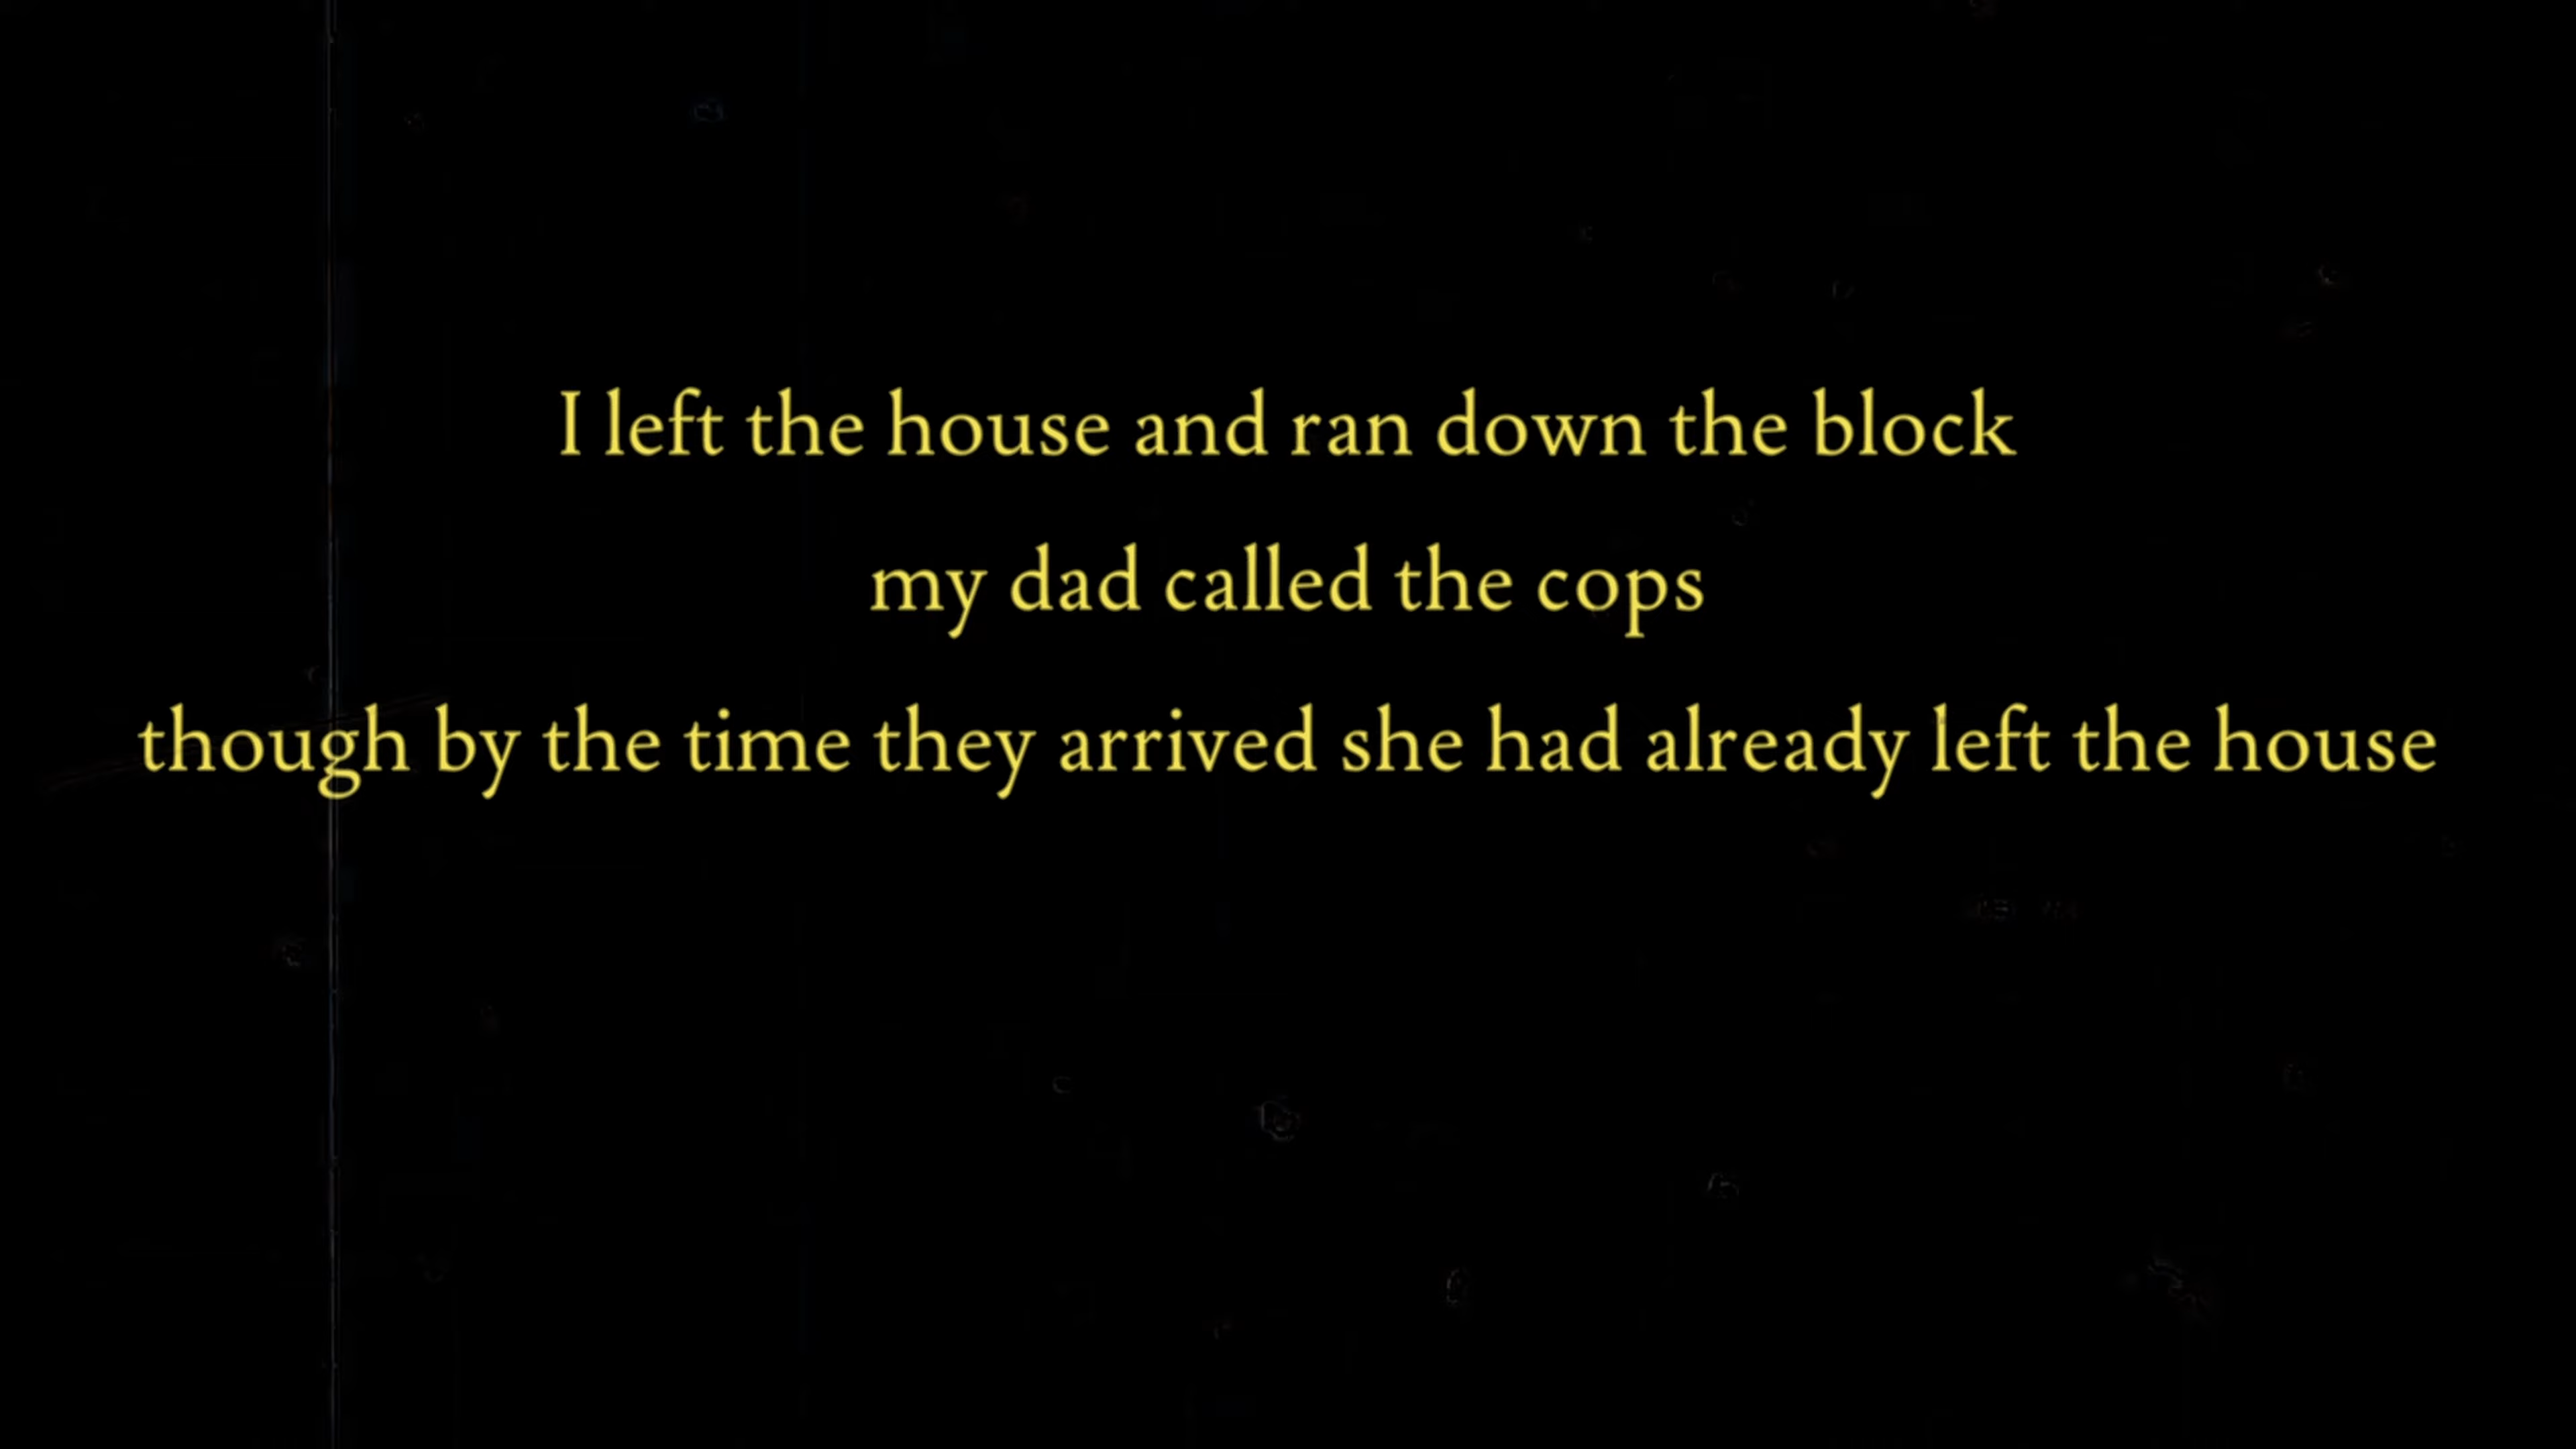 I left the house and ran down the block
my dad called the cops
though by the time they arrived she had already left the house